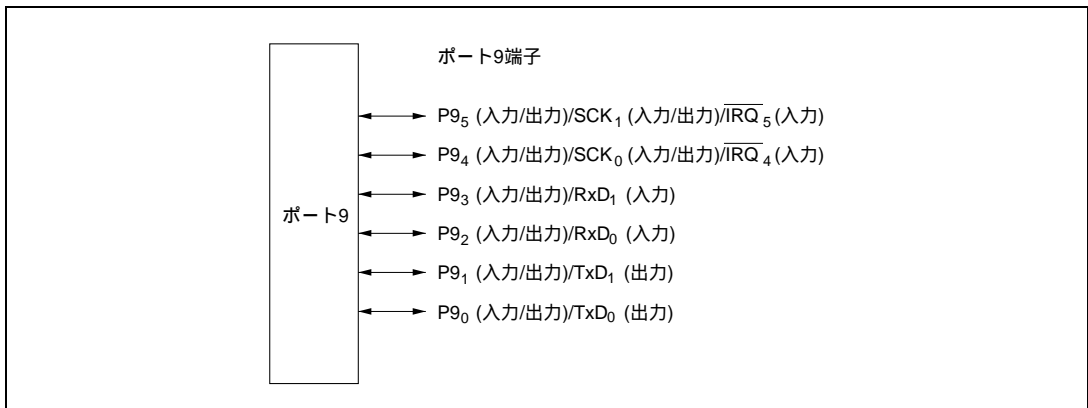 ポート9端子
P9₅ (入力/出力)/SCK₁ (入力/出力)/I̅R̅Q̅₅ (入力)
P9₄ (入力/出力)/SCK₀ (入力/出力)/I̅R̅Q̅₄ (入力)
P9₃ (入力/出力)/RxD₁ (入力)
ポート9
P9₂ (入力/出力)/RxD₀ (入力)
P9₁ (入力/出力)/TxD₁ (出力)
P9₀ (入力/出力)/TxD₀ (出力)